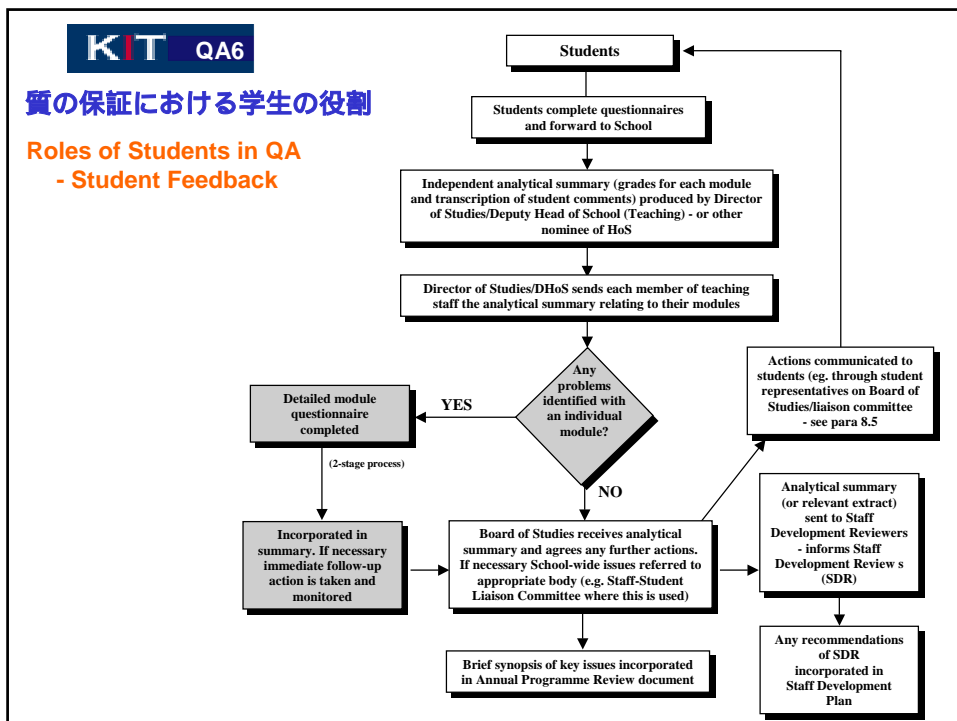 KIT QA6
質の保証における学生の役割
Roles of Students in QA
- Student Feedback
Students
Students complete questionnaires
and forward to School
Independent analytical summary (grades for each module
and transcription of student comments) produced by Director
of Studies/Deputy Head of School (Teaching) - or other
nominee of HoS
Director of Studies/DHoS sends each member of teaching
staff the analytical summary relating to their modules
Any
problems
identified with
an individual
module?
YES
Detailed module
questionnaire
completed
(2-stage process)
Incorporated in
summary. If necessary
immediate follow-up
action is taken and
monitored
NO
Board of Studies receives analytical
summary and agrees any further actions.
If necessary School-wide issues referred to
appropriate body (e.g. Staff-Student
Liaison Committee where this is used)
Brief synopsis of key issues incorporated
in Annual Programme Review document
Actions communicated to
students (eg. through student
representatives on Board of
Studies/liaison committee
- see para 8.5
Analytical summary
(or relevant extract)
sent to Staff
Development Reviewers
- informs Staff
Development Review s
(SDR)
Any recommendations
of SDR
incorporated in
Staff Development
Plan